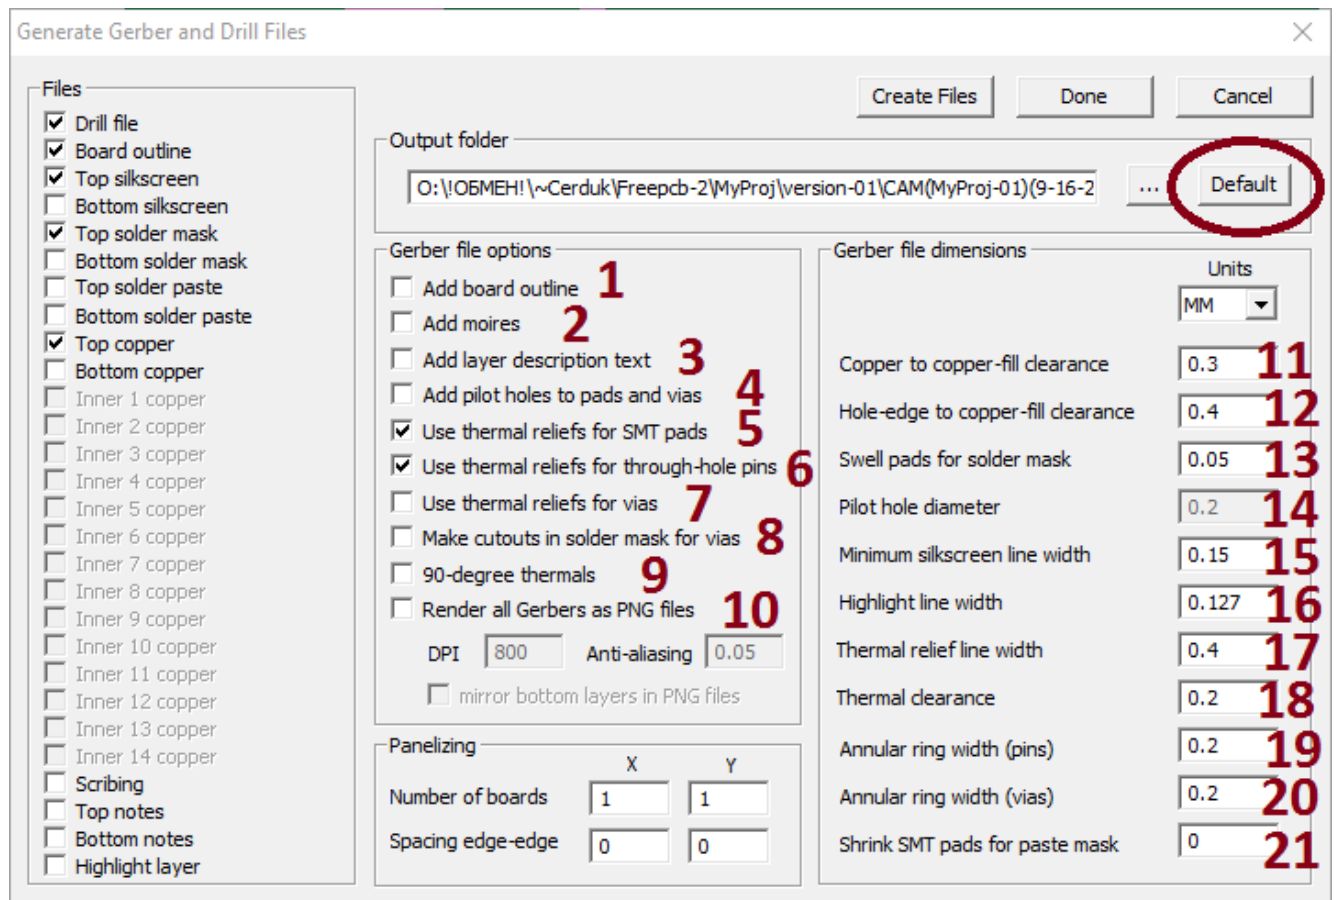 Generate Gerber and Drill Files
Files
Drill file
Board outline
Top silkscreen
Bottom silkscreen
Top solder mask
Bottom solder mask
Top solder paste
Bottom solder paste
Top copper
Bottom copper
Inner 1 copper
Inner 2 copper
Inner 3 copper
Inner 4 copper
Inner 5 copper
Inner 6 copper
Inner 7 copper
Inner 8 copper
Inner 9 copper
Inner 10 copper
Inner 11 copper
Inner 12 copper
Inner 13 copper
Inner 14 copper
Scribing
Top notes
Bottom notes
Highlight layer
Create Files Done Cancel
Output folder
O:\!ОБМЕН!\~Cerduk\Freepcb-2\MyProj\version-01\CAM(MyProj-01)(9-16-2 ... Default
Gerber file options
Add board outline 1
Add moires 2
Add layer description text 3
Add pilot holes to pads and vias 4
Use thermal reliefs for SMT pads 5
Use thermal reliefs for through-hole pins 6
Use thermal reliefs for vias 7
Make cutouts in solder mask for vias 8
90-degree thermals 9
Render all Gerbers as PNG files 10
DPI 800 Anti-aliasing 0.05
mirror bottom layers in PNG files
Panelizing
X Y
Number of boards 1 1
Spacing edge-edge 0 0
Gerber file dimensions
Units
MM
Copper to copper-fill clearance 0.3 11
Hole-edge to copper-fill clearance 0.4 12
Swell pads for solder mask 0.05 13
Pilot hole diameter 0.2 14
Minimum silkscreen line width 0.15 15
Highlight line width 0.127 16
Thermal relief line width 0.4 17
Thermal clearance 0.2 18
Annular ring width (pins) 0.2 19
Annular ring width (vias) 0.2 20
Shrink SMT pads for paste mask 0 21